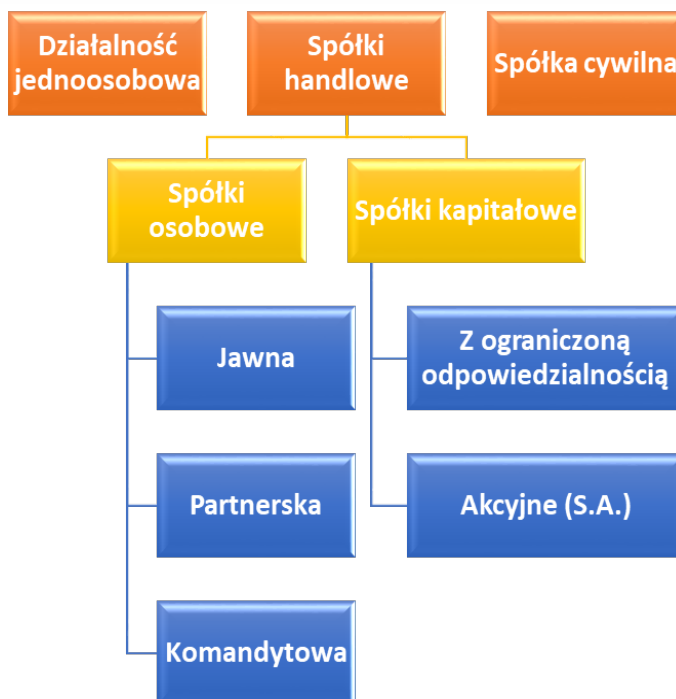 Działalność
jednoosobowa
Spółki
handlowe
Spółka cywilna
Spółki
osobowe
Spółki kapitałowe
Jawna
Z ograniczoną
odpowiedzialnością
Partnerska
Akcyjne (S.A.)
Komandytowa